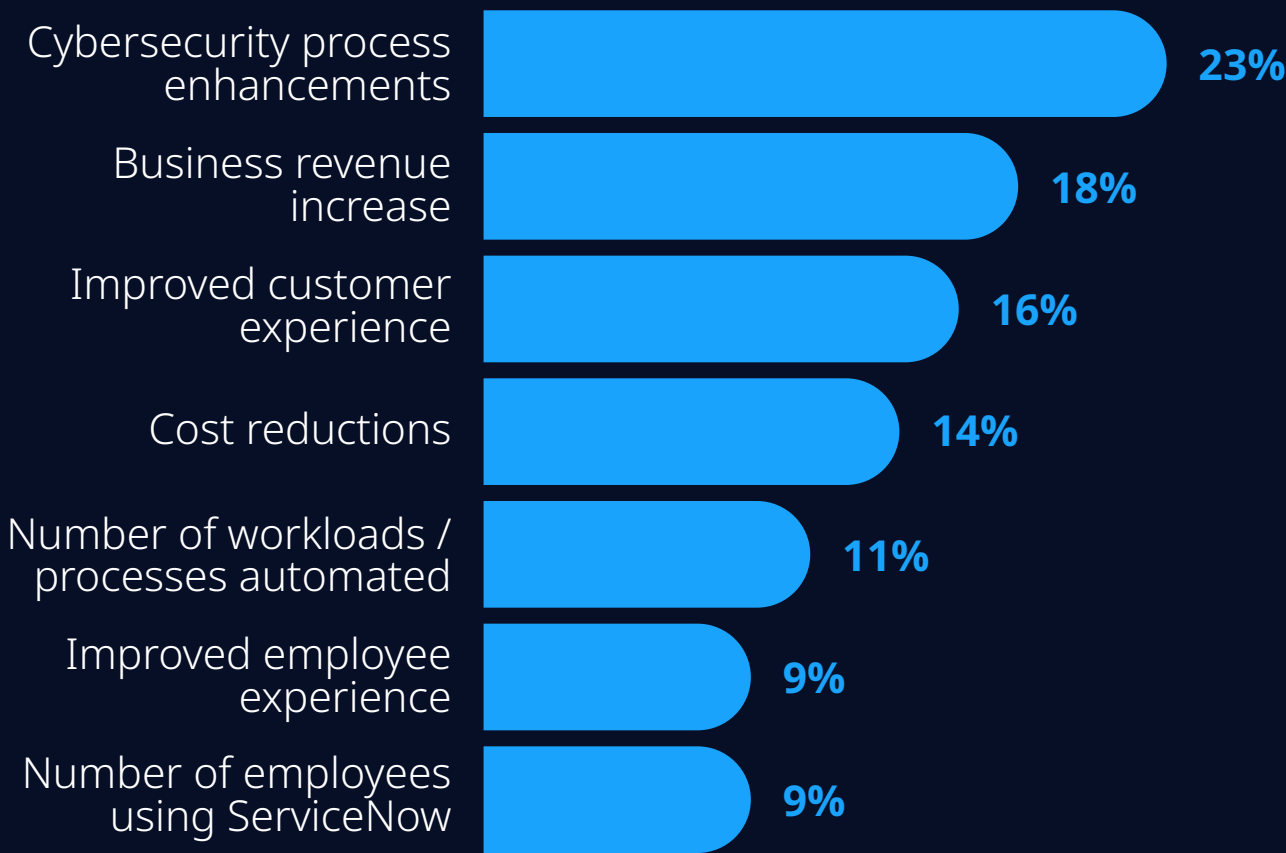 Cybersecurity process
enhancements
23%
Business revenue
increase
18%
Improved customer
experience
16%
Cost reductions
14%
Number of workloads /
processes automated
11%
Improved employee
experience
9%
Number of employees
using ServiceNow
9%